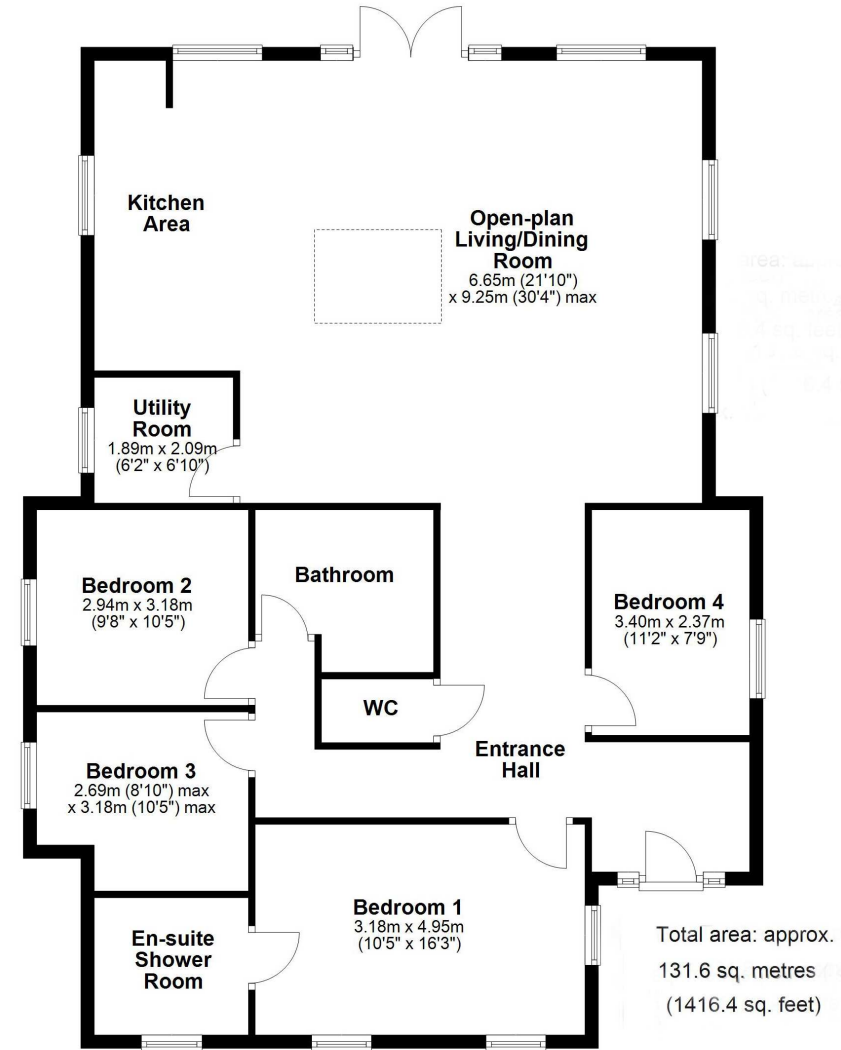 Kitchen
Area
Open-plan
Living/Dining
Room
6.65m (21'10")
x 9.25m (30'4") max
Utility
Room
1.89m x 2.09m
(6'2" x 6'10")
Bedroom 2
2.94m x 3.18m
(9'8" x 10'5")
Bathroom
Bedroom 4
3.40m x 2.37m
(11'2" x 7'9")
WC
Entrance
Hall
Bedroom 3
2.69m (8'10") max
x 3.18m (10'5") max
Bedroom 1
3.18m x 4.95m
(10'5" x 16'3")
En-suite
Shower
Room
Total area: approx.
131.6 sq. metres
(1416.4 sq. feet)